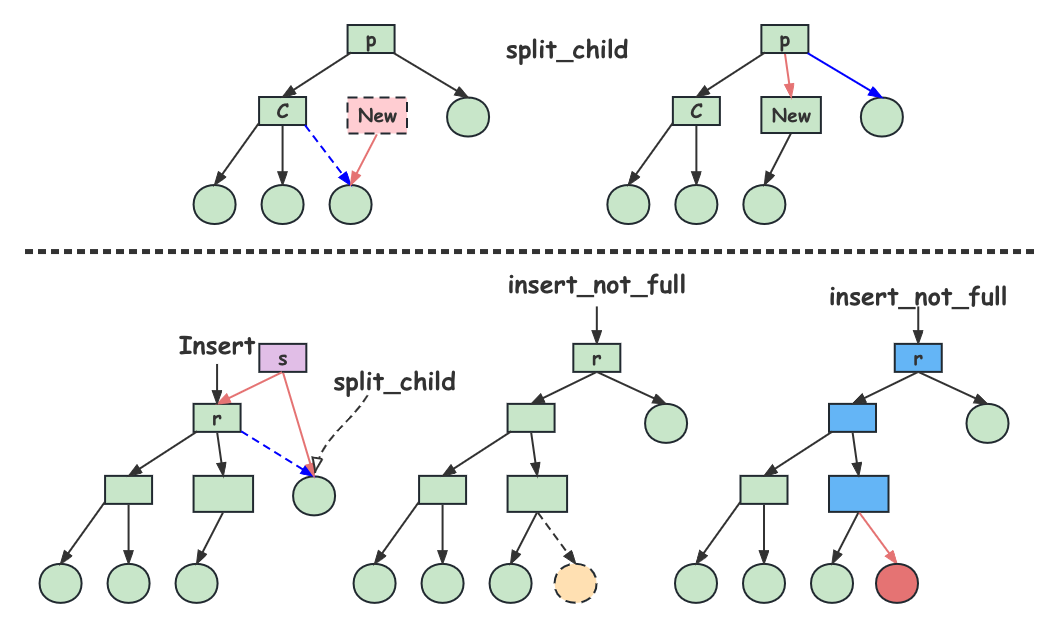 p
split_child
p
C
New
C
New
insert_not_full
insert_not_full
Insert
s
r
r
split_child
r